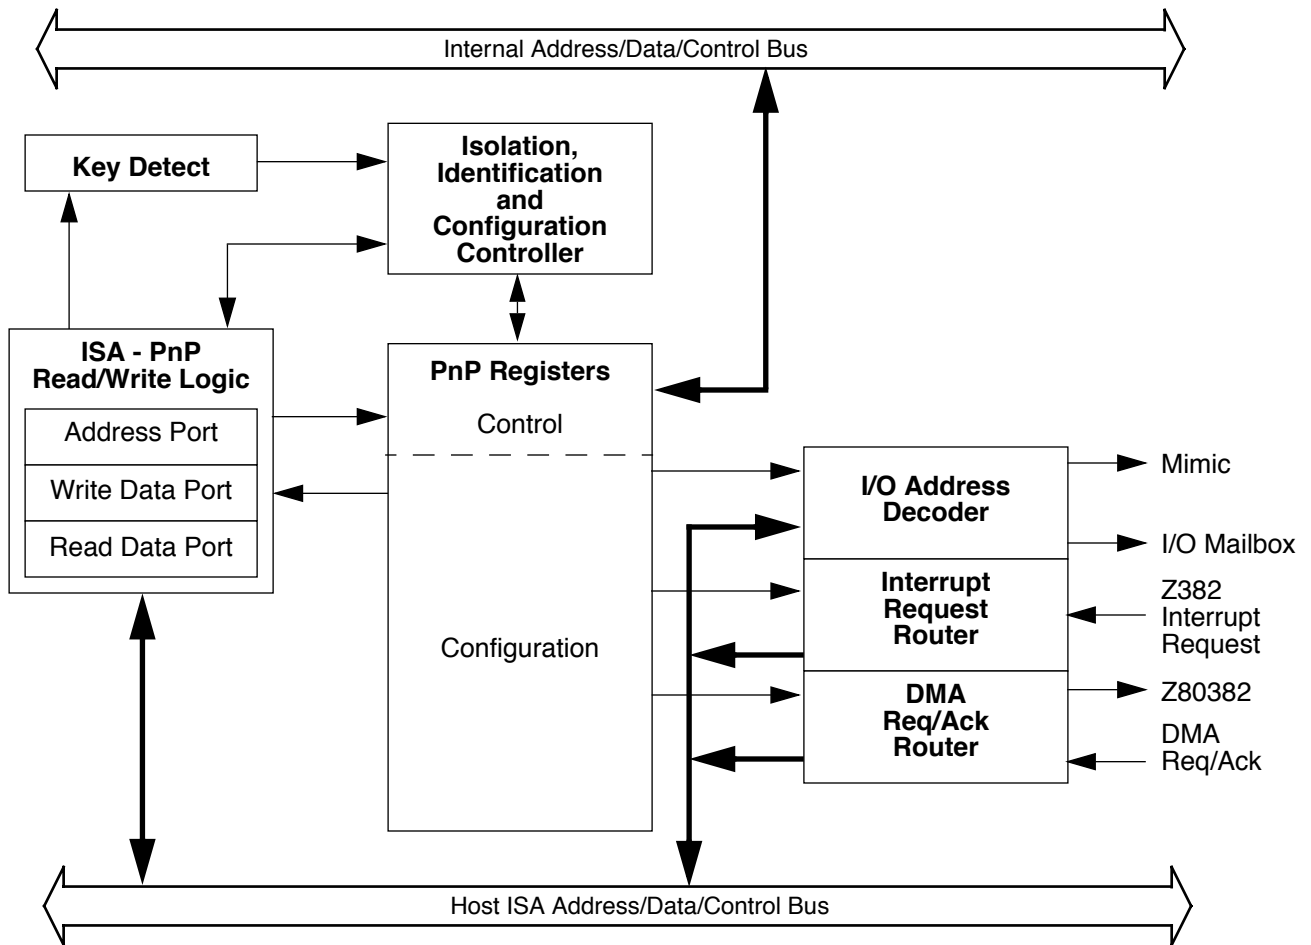 Internal Address/Data/Control Bus
Key Detect
Isolation,
Identification
and
Configuration
Controller
ISA - PnP
Read/Write Logic
Address Port
Write Data Port
Read Data Port
PnP Registers
Control
Configuration
I/O Address
Decoder
Interrupt
Request
Router
DMA
Req/Ack
Router
Mimic
I/O Mailbox
Z382
Interrupt
Request
Z80382
DMA
Req/Ack
Host ISA Address/Data/Control Bus